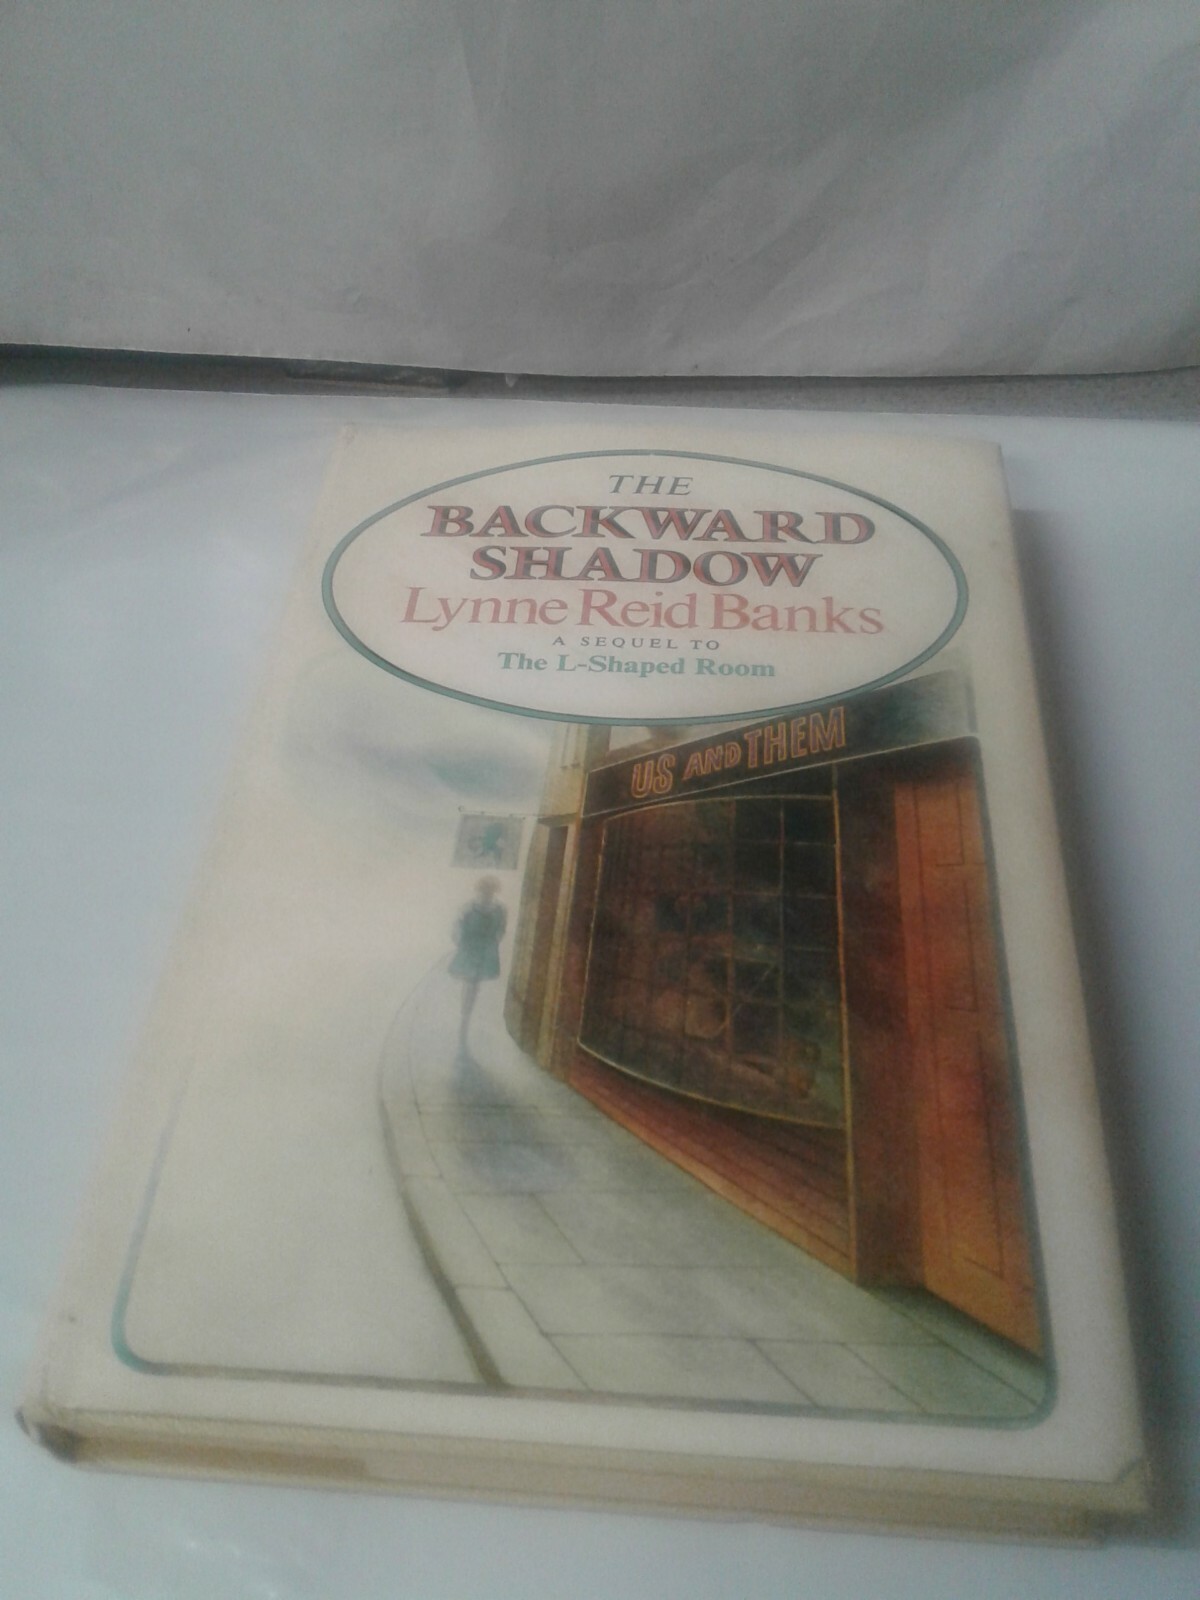 THE
BACKWARD
SHADOW
Lynne Reid Banks
A SEQUEL TO
The L-Shaped Room
US AND THEM